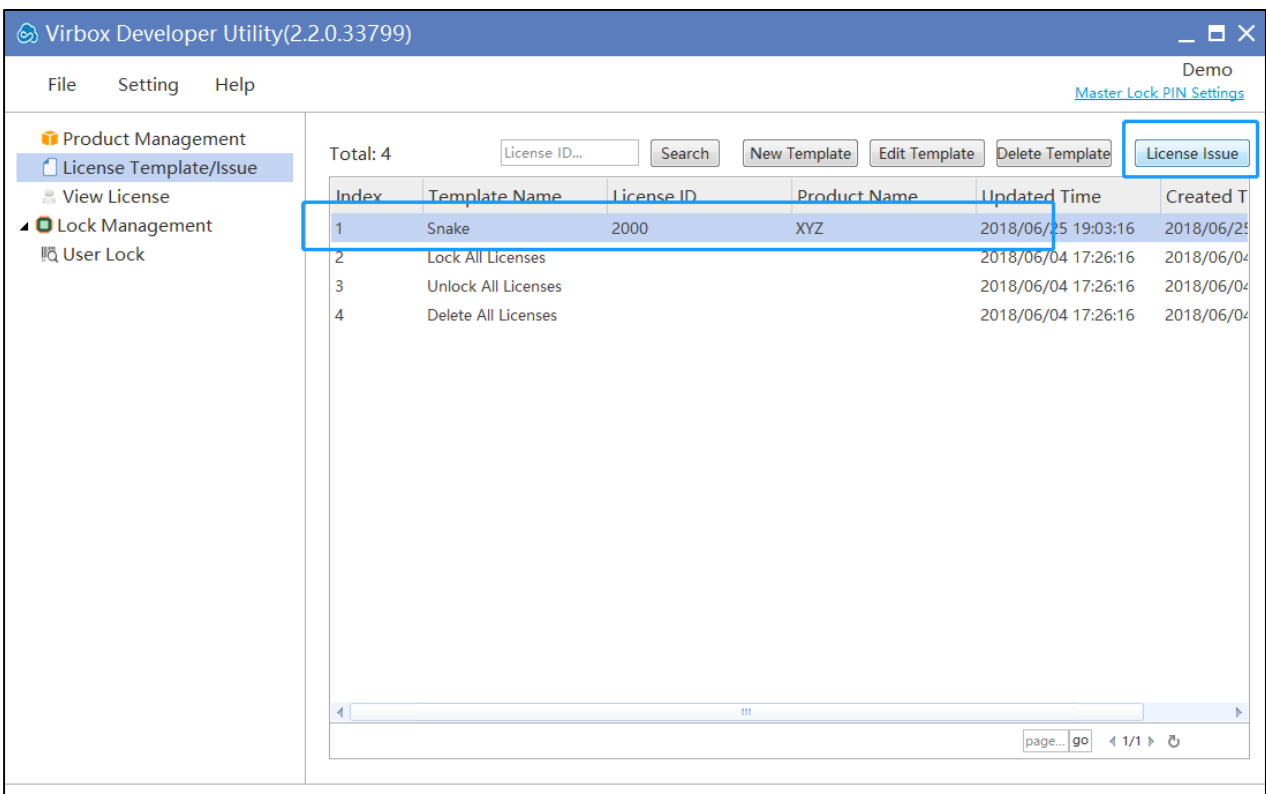 Virbox Developer Utility(2.2.0.33799)
File Setting Help
Demo
Master Lock PIN Settings
Product Management
License Template/Issue
View License
Lock Management
User Lock
Total: 4 License ID... Search New Template Edit Template Delete Template License Issue
Index Template Name License ID Product Name Updated Time Created T
1 Snake 2000 XYZ 2018/06/25 19:03:16 2018/06/25
2 Lock All Licenses 2018/06/04 17:26:16 2018/06/04
3 Unlock All Licenses 2018/06/04 17:26:16 2018/06/04
4 Delete All Licenses 2018/06/04 17:26:16 2018/06/04
page... go 1/1